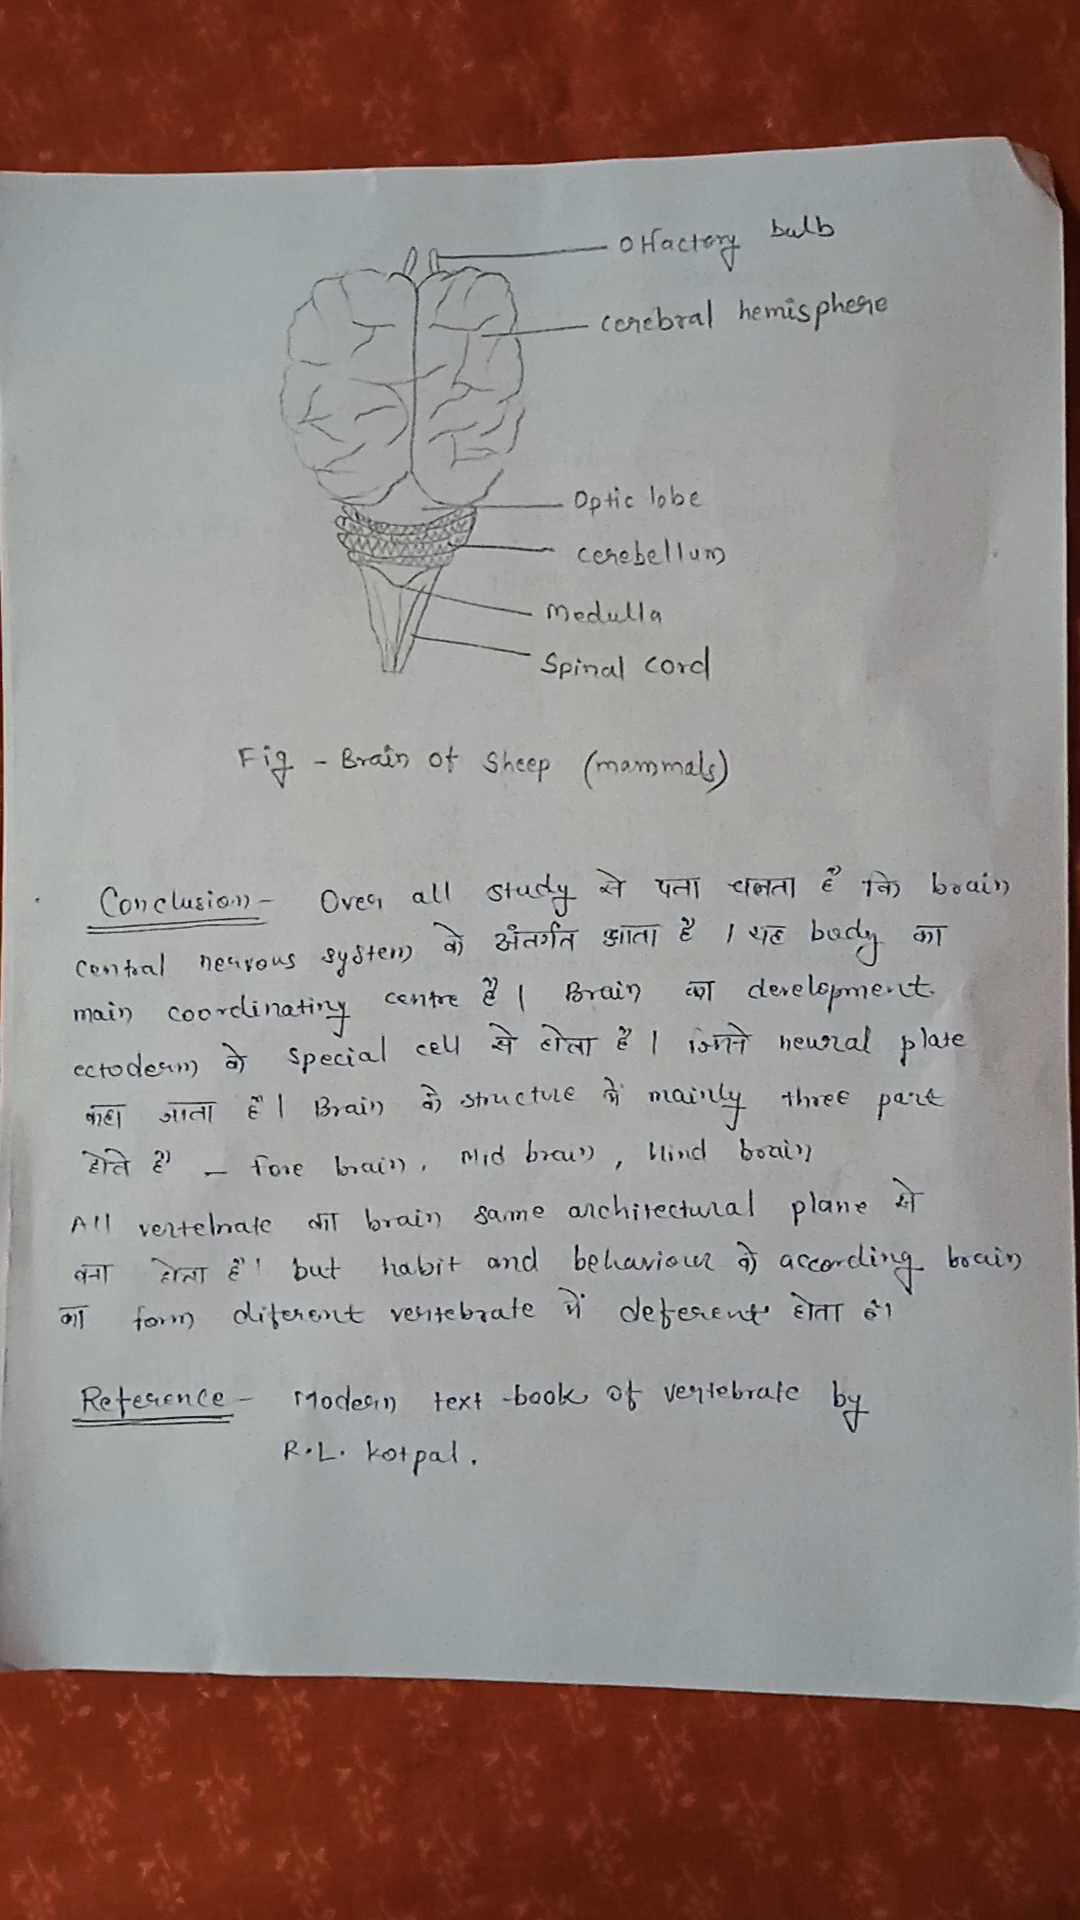 Olfactory bulb
cerebral hemisphere
Optic lobe
cerebellum
Medulla
Spinal cord
Fig - Brain of Sheep (mammals)
Conclusion - Over all study से पता चलता है कि brain
central nervous system के अंतर्गत आता है । यह body का
main coordinating centre है । Brain का development
ectoderm के special cell से होता है । जिसे neural plate
कहा जाता है । Brain के structure में mainly three part
होते है - fore brain, Mid brain, Hind brain
All vertebrate का brain same architectural plane से
बना होता है । but habit and behaviour के according brain
का form diferent vertebrate में deferent होता है।
Reference - Modern text-book of vertebrate by
R.L. Kotpal.